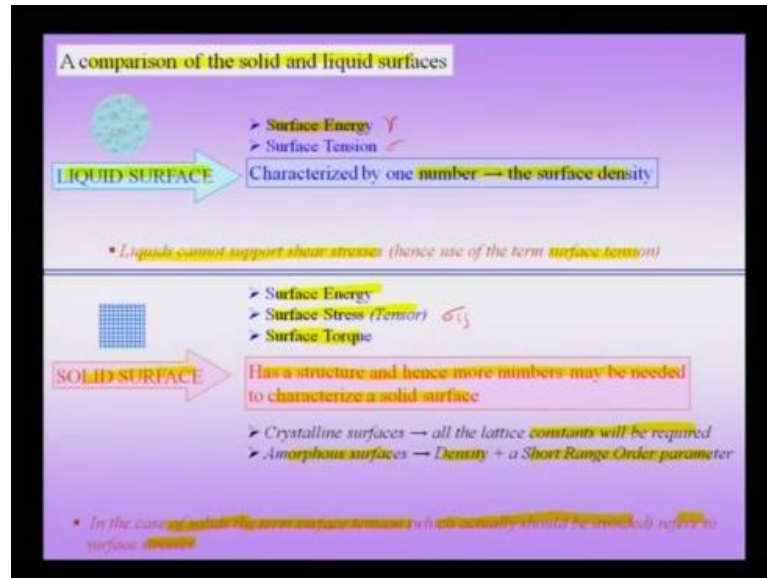 A comparison of the solid and liquid surfaces
➢ Surface Energy γ
➢ Surface Tension σ
LIQUID SURFACE
Characterized by one number → the surface density
▪ Liquids cannot support shear stresses (hence use of the term surface tension)
➢ Surface Energy
➢ Surface Stress (Tensor) σij
➢ Surface Torque
SOLID SURFACE
Has a structure and hence more numbers may be needed
to characterize a solid surface
➢ Crystalline surfaces → all the lattice constants will be required
➢ Amorphous surfaces → Density + a Short Range Order parameter
▪ In the case of solids the term surface tension (which actually should be avoided) refers to
surface stresses